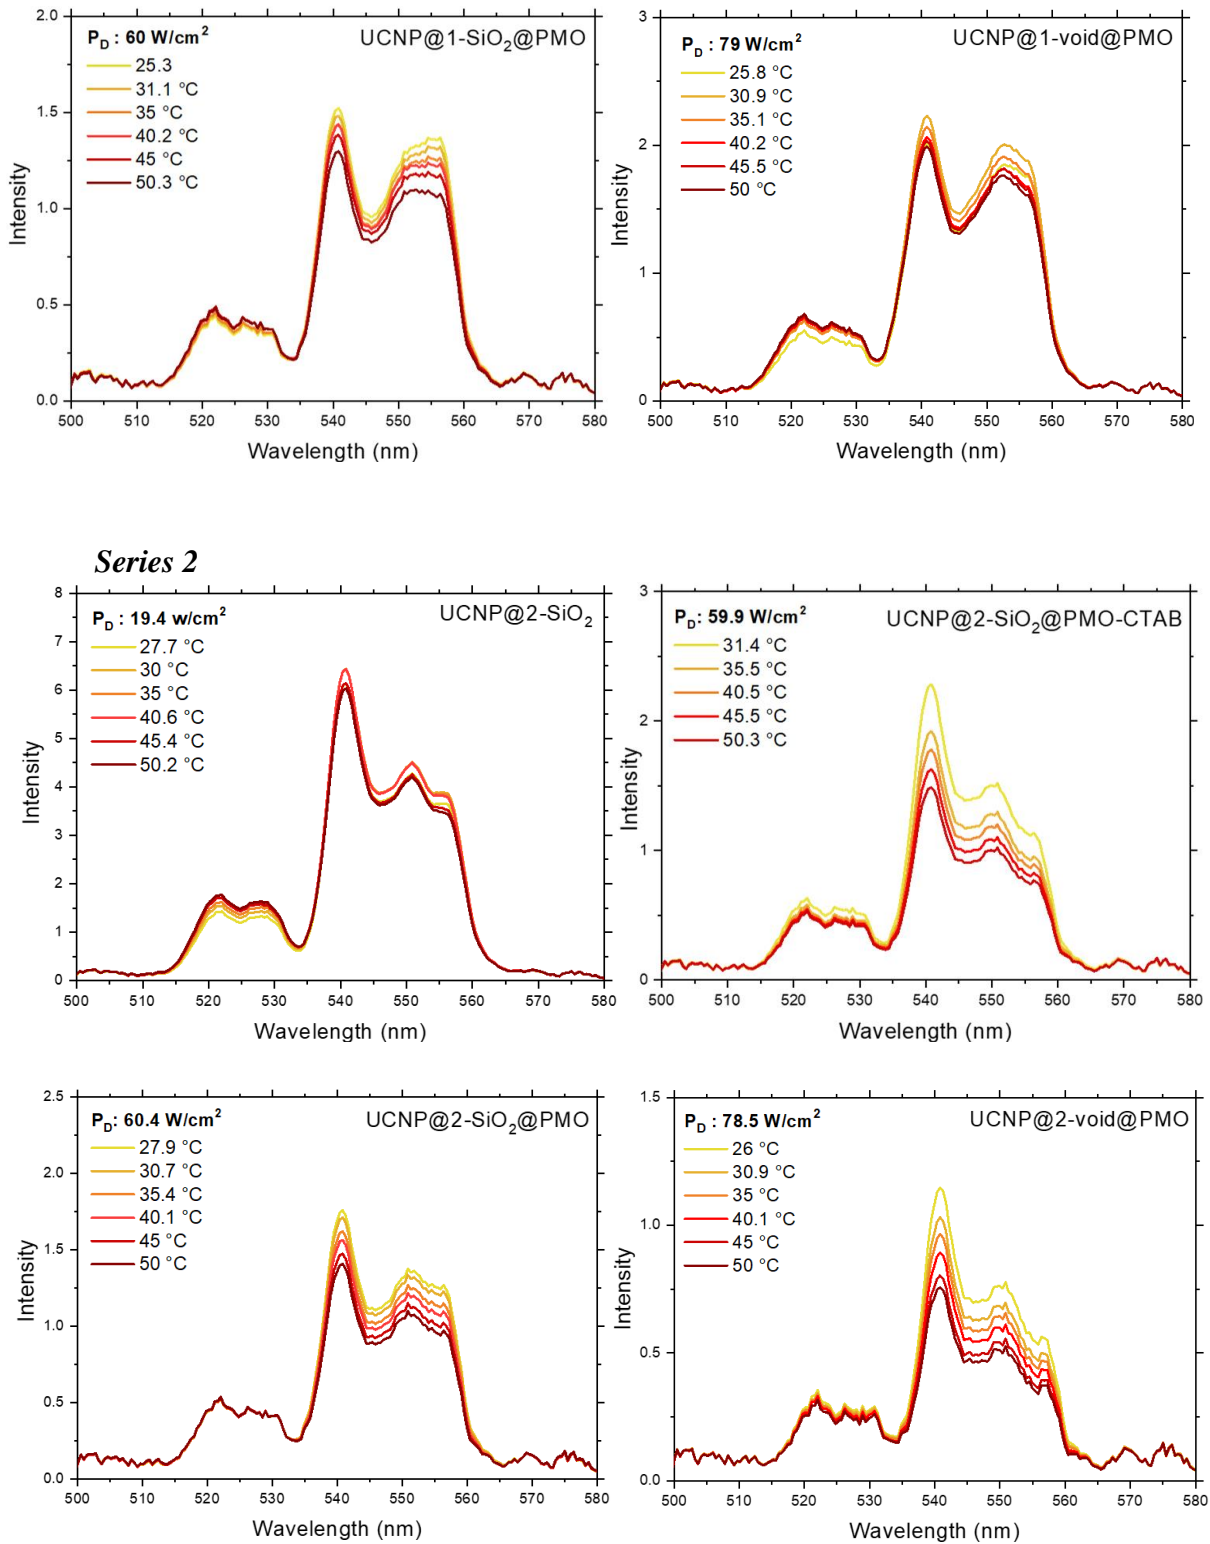 P_D : 60 W/cm²
UCNP@1-SiO₂@PMO
25.3
31.1 °C
35 °C
40.2 °C
45 °C
50.3 °C
2.0
1.5
1.0
0.5
0.0
Intensity
500 510 520 530 540 550 560 570 580
Wavelength (nm)
P_D : 79 W/cm²
UCNP@1-void@PMO
25.8 °C
30.9 °C
35.1 °C
40.2 °C
45.5 °C
50 °C
3
2
1
0
Intensity
500 510 520 530 540 550 560 570 580
Wavelength (nm)
Series 2
P_D : 19.4 w/cm²
UCNP@2-SiO₂
27.7 °C
30 °C
35 °C
40.6 °C
45.4 °C
50.2 °C
8
7
6
5
4
3
2
1
0
Intensity
500 510 520 530 540 550 560 570 580
Wavelength (nm)
P_D: 59.9 W/cm²
UCNP@2-SiO₂@PMO-CTAB
31.4 °C
35.5 °C
40.5 °C
45.5 °C
50.3 °C
3
2
1
0
Intensity
500 510 520 530 540 550 560 570 580
Wavelength (nm)
P_D: 60.4 W/cm²
UCNP@2-SiO₂@PMO
27.9 °C
30.7 °C
35.4 °C
40.1 °C
45 °C
50 °C
2.5
2.0
1.5
1.0
0.5
0.0
Intensity
500 510 520 530 540 550 560 570 580
Wavelength (nm)
P_D : 78.5 W/cm²
UCNP@2-void@PMO
26 °C
30.9 °C
35 °C
40.1 °C
45 °C
50 °C
1.5
1.0
0.5
0.0
Intensity
500 510 520 530 540 550 560 570 580
Wavelength (nm)